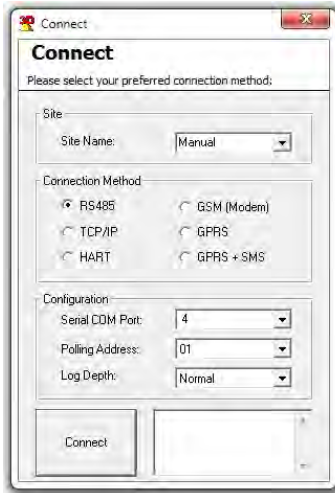 Connect
Connect
Please select your preferred connection method:
Site
Site Name: Manual
Connection Method
RS485 GSM (Modem)
TCP/IP GPRS
HART GPRS + SMS
Configuration
Serial COM Port: 4
Polling Address: 01
Log Depth: Normal
Connect